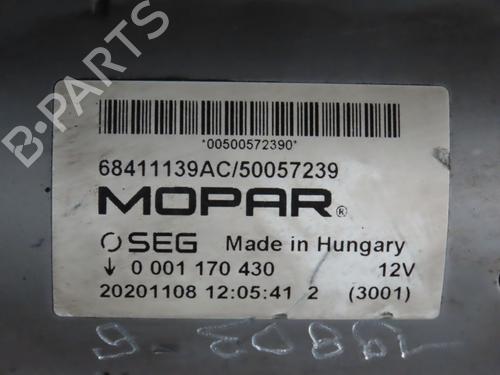 B-PARTS
*00500572390*
68411139AC/50057239
MOPAR®
SEG Made in Hungary
0 001 170 430 12V
20201108 12:05:41 2 (3001)